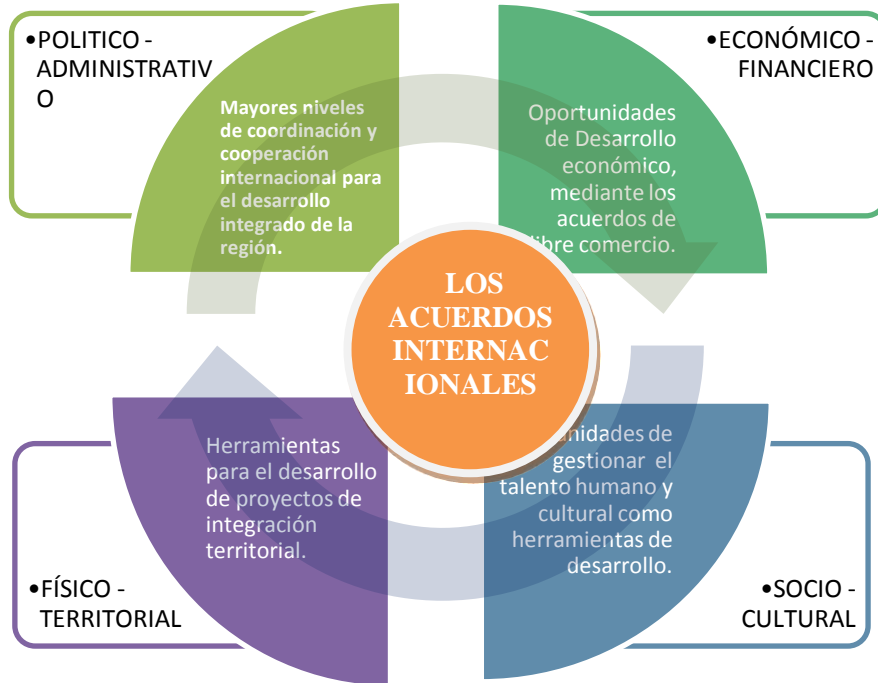 •POLITICO -
ADMINISTRATIV
O
Mayores niveles
de coordinación y
cooperación
internacional para
el desarrollo
integrado de la
región.
•ECONÓMICO -
FINANCIERO
Oportunidades
de Desarrollo
económico,
mediante los
acuerdos de
libre comercio.
LOS
ACUERDOS
INTERNAC
IONALES
Herramientas
para el desarrollo
de proyectos de
integración
territorial.
•FÍSICO -
TERRITORIAL
unidades de
gestionar el
talento humano y
cultural como
herramientas de
desarrollo.
•SOCIO -
CULTURAL